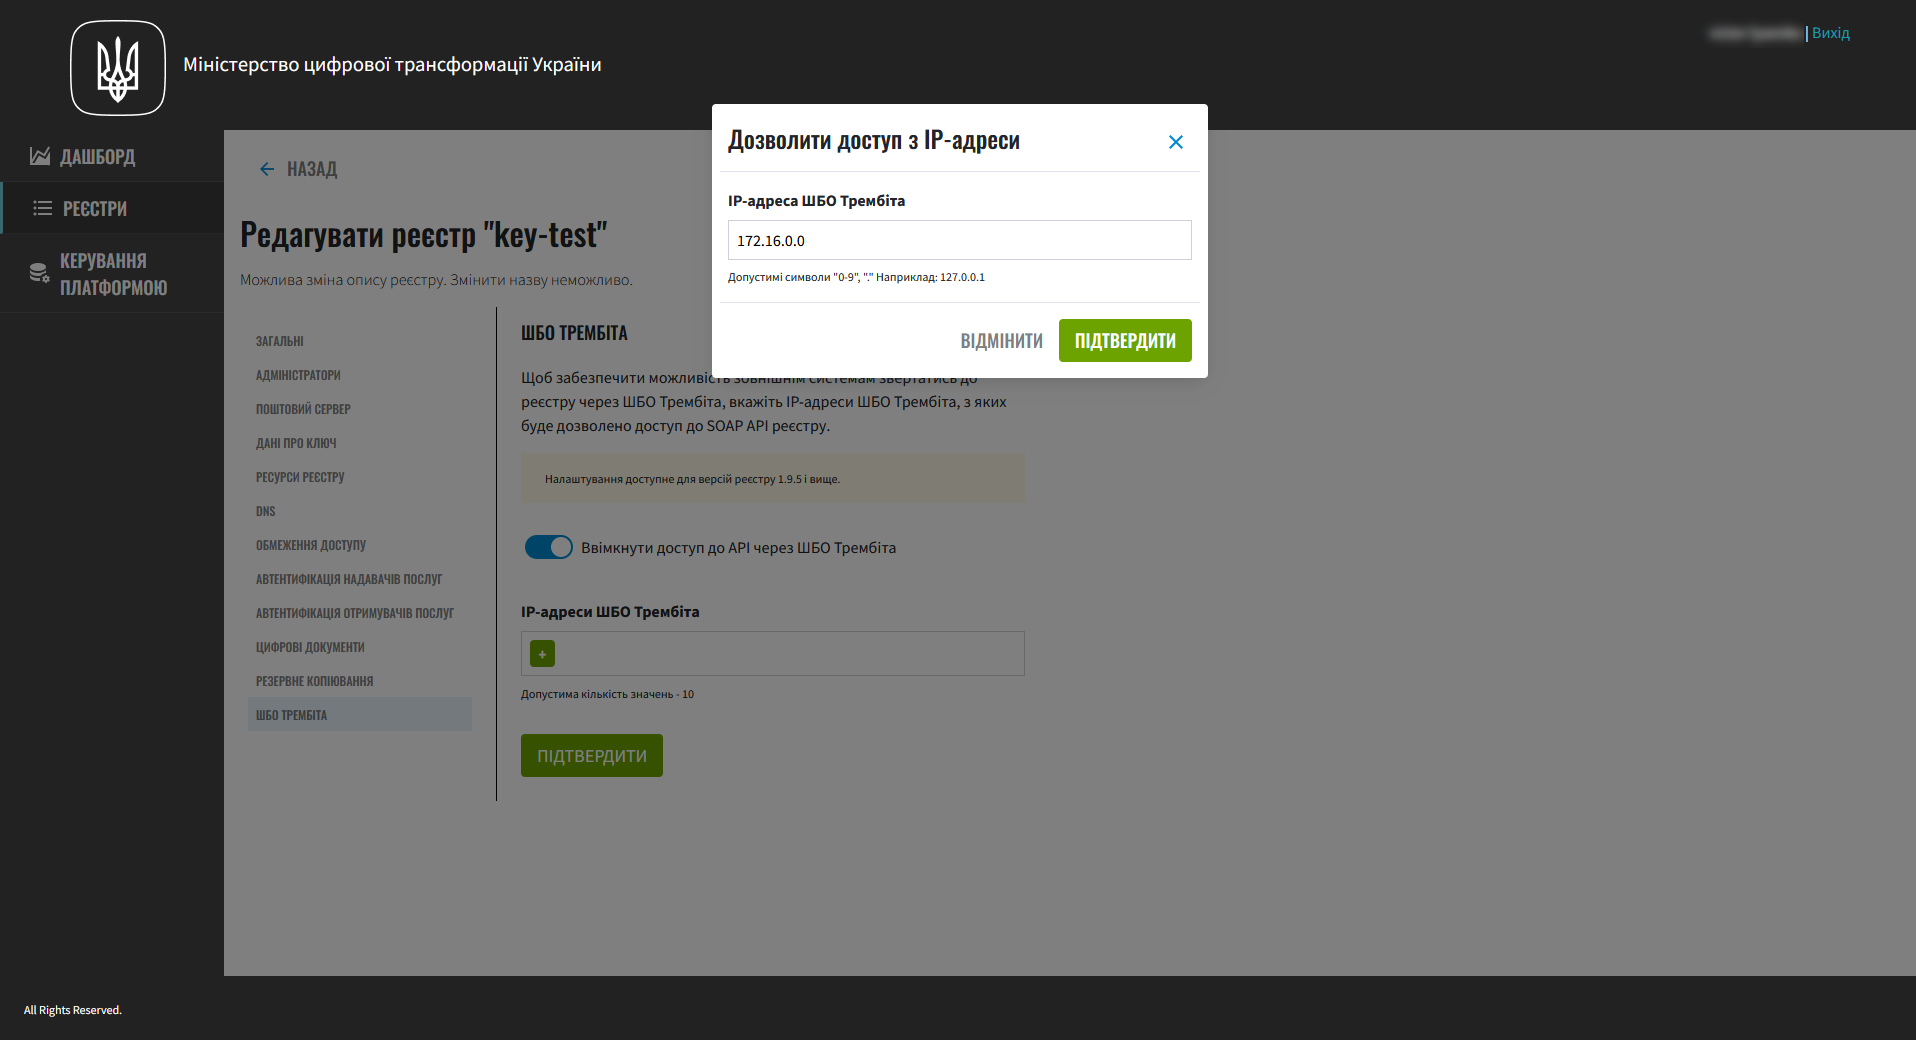 Міністерство цифрової трансформації України
| Вихід
ДАШБОРД
РЕЄСТРИ
КЕРУВАННЯ
ПЛАТФОРМОЮ
НАЗАД
Редагувати реєстр "key-test"
Можлива зміна опису реєстру. Змінити назву неможливо.
ЗАГАЛЬНІ
АДМІНІСТРАТОРИ
ПОШТОВИЙ СЕРВЕР
ДАНІ ПРО КЛЮЧ
РЕСУРСИ РЕЄСТРУ
DNS
ОБМЕЖЕННЯ ДОСТУПУ
АВТЕНТИФІКАЦІЯ НАДАВАЧІВ ПОСЛУГ
АВТЕНТИФІКАЦІЯ ОТРИМУВАЧІВ ПОСЛУГ
ЦИФРОВІ ДОКУМЕНТИ
РЕЗЕРВНЕ КОПІЮВАННЯ
ШБО ТРЕМБІТА
ШБО ТРЕМБІТА
Щоб забезпечити можливість зовнішнім системам звертатись до
реєстру через ШБО Трембіта, вкажіть IP-адреси ШБО Трембіта, з яких
буде дозволено доступ до SOAP API реєстру.
Налаштування доступне для версій реєстру 1.9.5 і вище.
Ввімкнути доступ до API через ШБО Трембіта
IP-адреси ШБО Трембіта
+
Допустима кількість значень - 10
ПІДТВЕРДИТИ
Дозволити доступ з IP-адреси
IP-адреса ШБО Трембіта
172.16.0.0
Допустимі символи "0-9", "." Наприклад: 127.0.0.1
ВІДМІНИТИ
ПІДТВЕРДИТИ
All Rights Reserved.